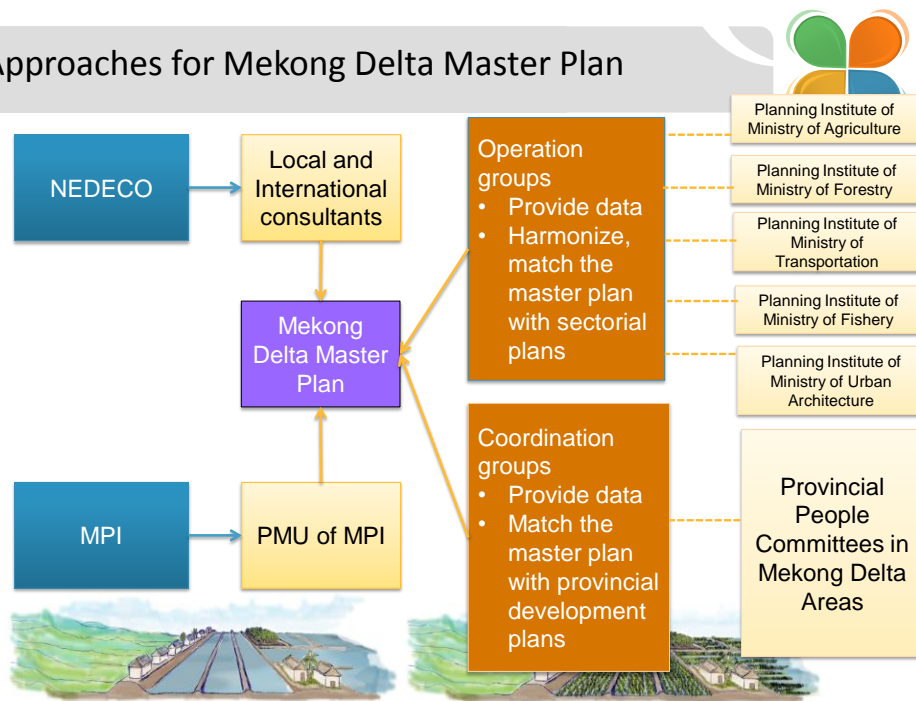 Approaches for Mekong Delta Master Plan
NEDECO
Local and
International
consultants
Mekong
Delta Master
Plan
MPI
PMU of MPI
Operation
groups
• Provide data
• Harmonize,
match the
master plan
with sectorial
plans
Coordination
groups
• Provide data
• Match the
master plan
with provincial
development
plans
Planning Institute of
Ministry of Agriculture
Planning Institute of
Ministry of Forestry
Planning Institute of
Ministry of
Transportation
Planning Institute of
Ministry of Fishery
Planning Institute of
Ministry of Urban
Architecture
Provincial
People
Committees in
Mekong Delta
Areas